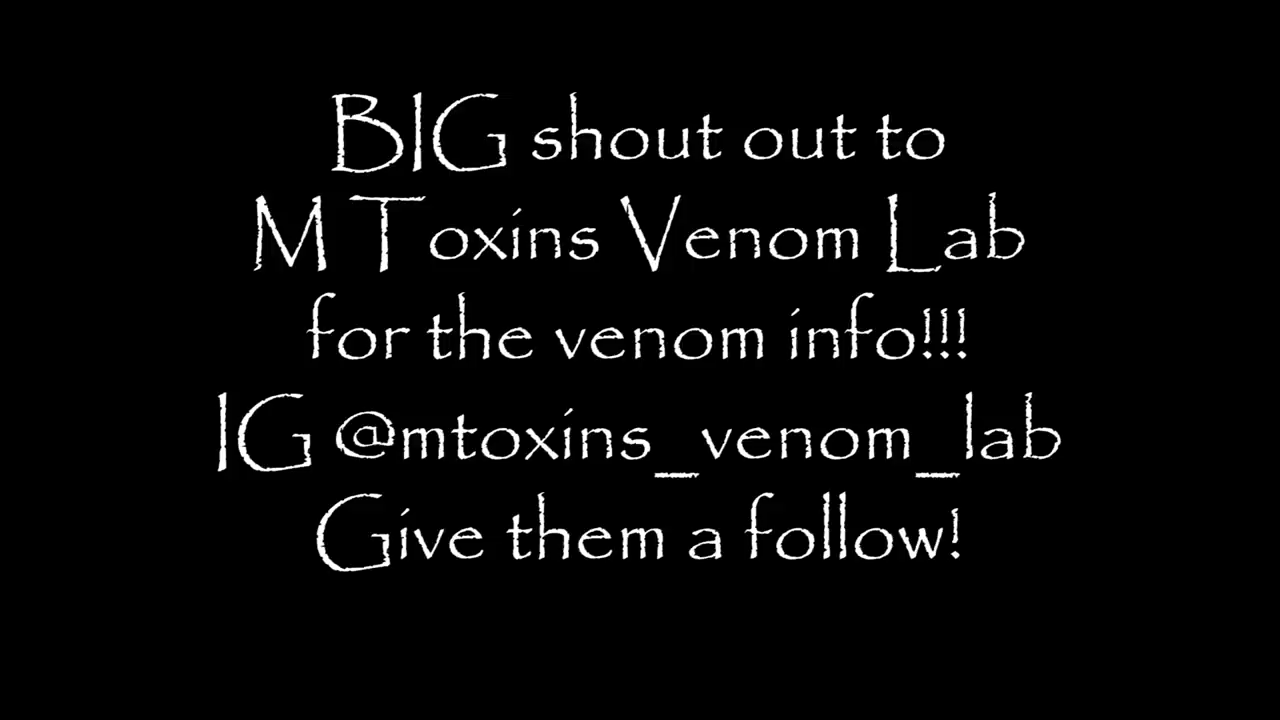 BIG shout out to
M Toxins Venom Lab
for the venom info!!!
IG @mtoxins_venom_lab
Give them a follow!